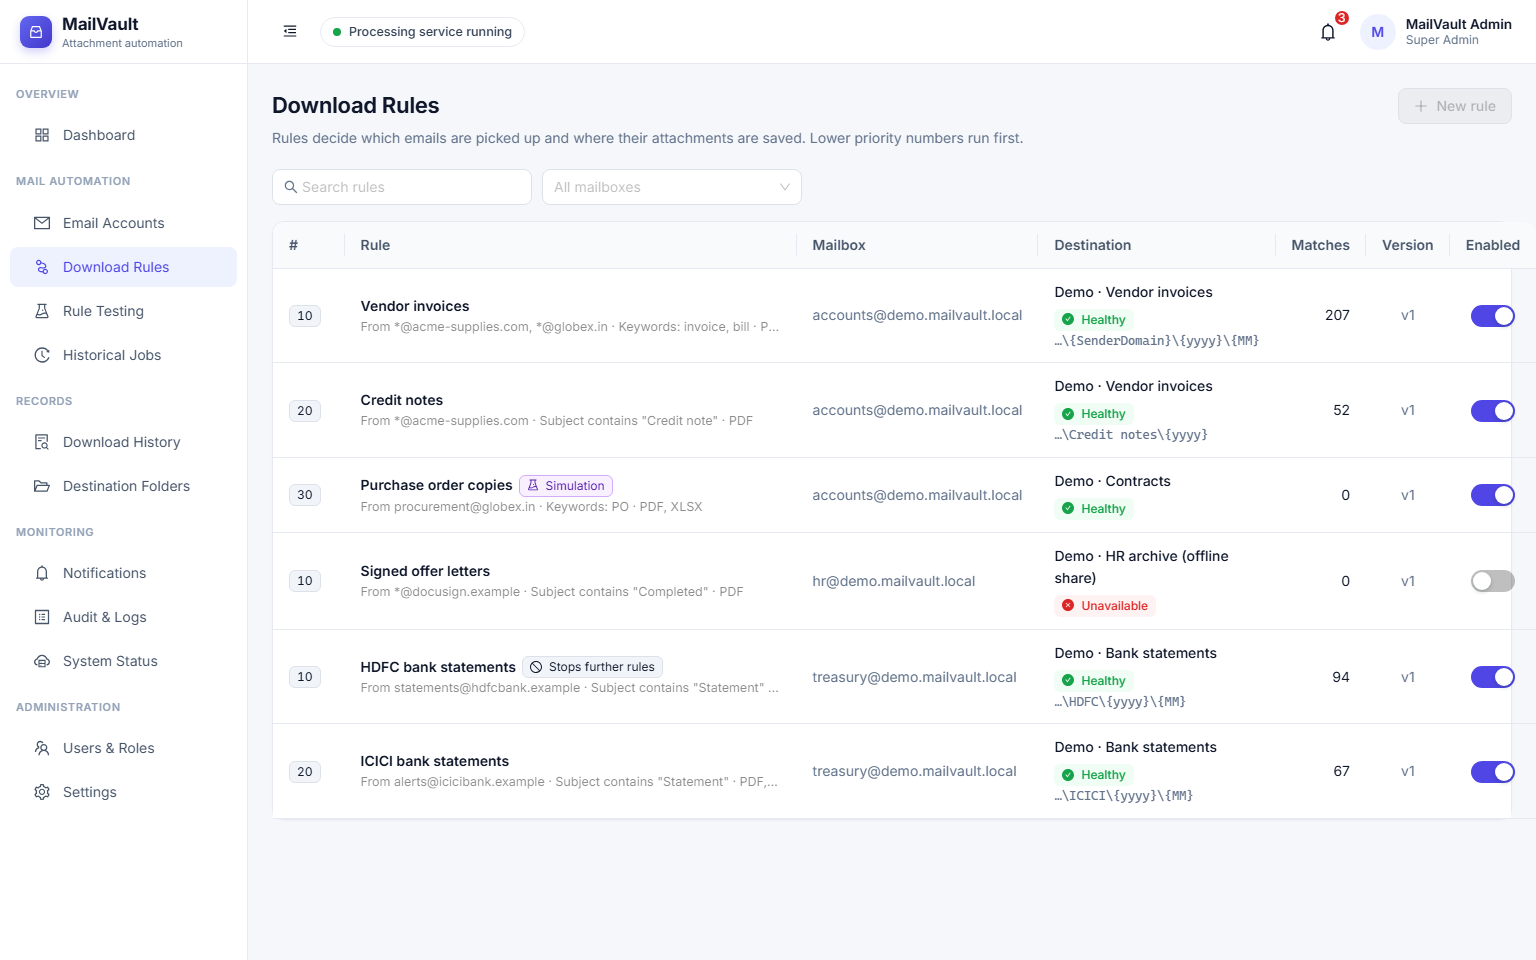 MailVault
Attachment automation
Processing service running
3
M
MailVault Admin
Super Admin
OVERVIEW
Dashboard
MAIL AUTOMATION
Email Accounts
Download Rules
Rule Testing
Historical Jobs
RECORDS
Download History
Destination Folders
MONITORING
Notifications
Audit & Logs
System Status
ADMINISTRATION
Users & Roles
Settings
Download Rules
New rule
Rules decide which emails are picked up and where their attachments are saved. Lower priority numbers run first.
Search rules
All mailboxes
# Rule Mailbox Destination Matches Version Enabled
10
Vendor invoices
From *@acme-supplies.com, *@globex.in · Keywords: invoice, bill · P...
accounts@demo.mailvault.local
Demo · Vendor invoices
Healthy
…\{SenderDomain}\{yyyy}\{MM}
207
v1
20
Credit notes
From *@acme-supplies.com · Subject contains "Credit note" · PDF
accounts@demo.mailvault.local
Demo · Vendor invoices
Healthy
…\Credit notes\{yyyy}
52
v1
30
Purchase order copies Simulation
From procurement@globex.in · Keywords: PO · PDF, XLSX
accounts@demo.mailvault.local
Demo · Contracts
Healthy
0
v1
10
Signed offer letters
From *@docusign.example · Subject contains "Completed" · PDF
hr@demo.mailvault.local
Demo · HR archive (offline
share)
Unavailable
0
v1
10
HDFC bank statements Stops further rules
From statements@hdfcbank.example · Subject contains "Statement" ...
treasury@demo.mailvault.local
Demo · Bank statements
Healthy
…\HDFC\{yyyy}\{MM}
94
v1
20
ICICI bank statements
From alerts@icicibank.example · Subject contains "Statement" · PDF,...
treasury@demo.mailvault.local
Demo · Bank statements
Healthy
…\ICICI\{yyyy}\{MM}
67
v1